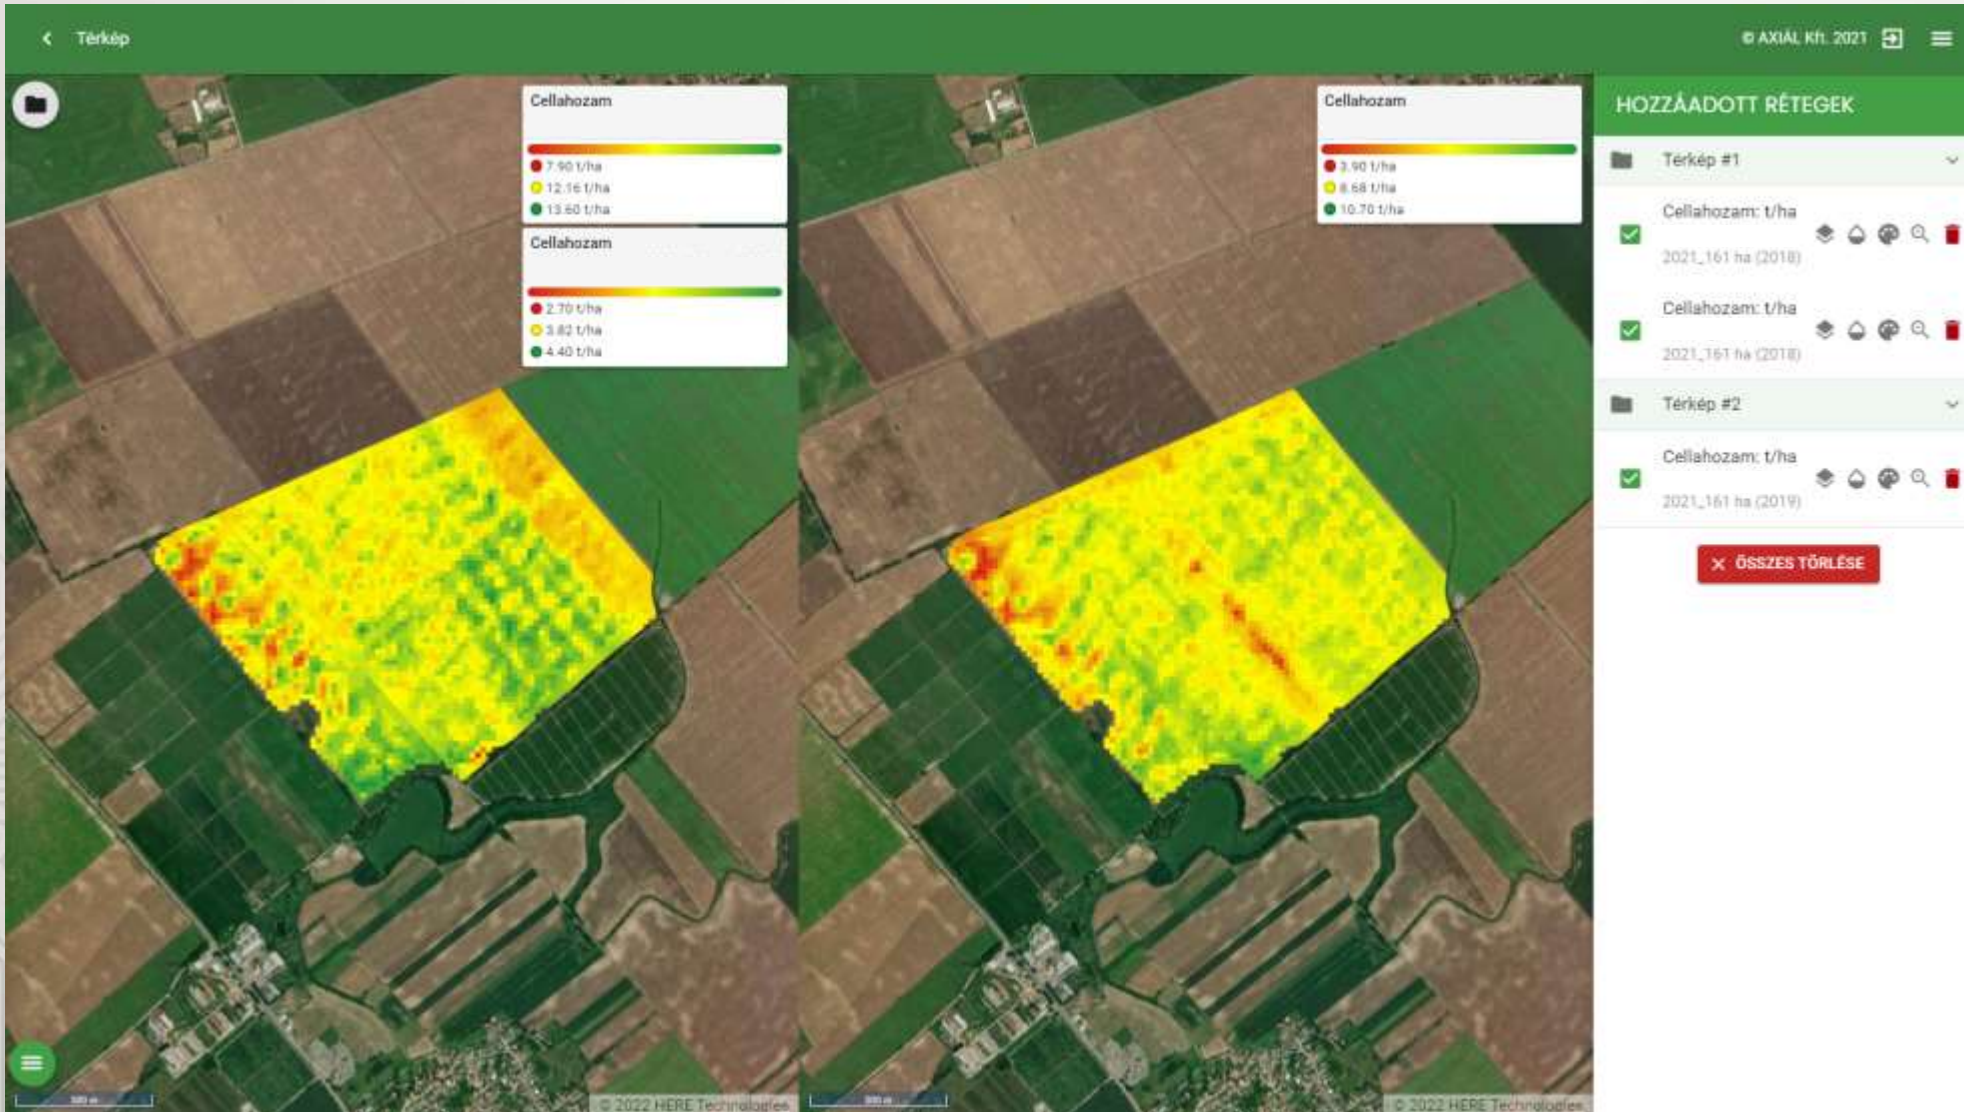 Térkép
© AXIÁL Kft. 2021
Cellahozam
7.90 t/ha
12.16 t/ha
13.60 t/ha
Cellahozam
2.70 t/ha
3.82 t/ha
4.40 t/ha
500 m
© 2022 HERE Technologies
Cellahozam
3.90 t/ha
8.68 t/ha
10.70 t/ha
500 m
© 2022 HERE Technologies
HOZZÁADOTT RÉTEGEK
Térkép #1
Cellahozam: t/ha
2021_161 ha (2018)
Cellahozam: t/ha
2021_161 ha (2018)
Térkép #2
Cellahozam: t/ha
2021_161 ha (2019)
ÖSSZES TÖRLÉSE